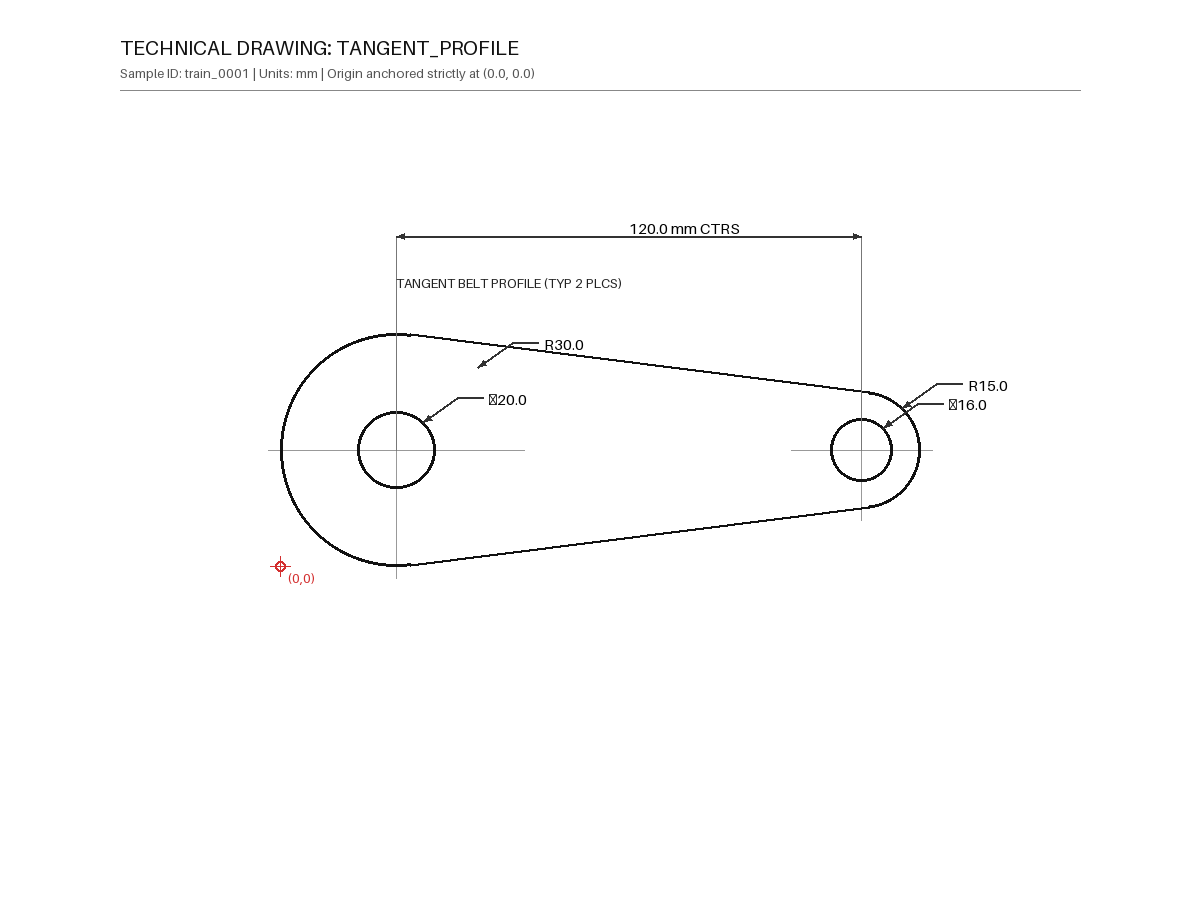 TECHNICAL DRAWING: TANGENT_PROFILE
Sample ID: train_0001 | Units: mm | Origin anchored strictly at (0.0, 0.0)
120.0 mm CTRS
TANGENT BELT PROFILE (TYP 2 PLCS)
R30.0
R15.0
20.0
16.0
(0,0)